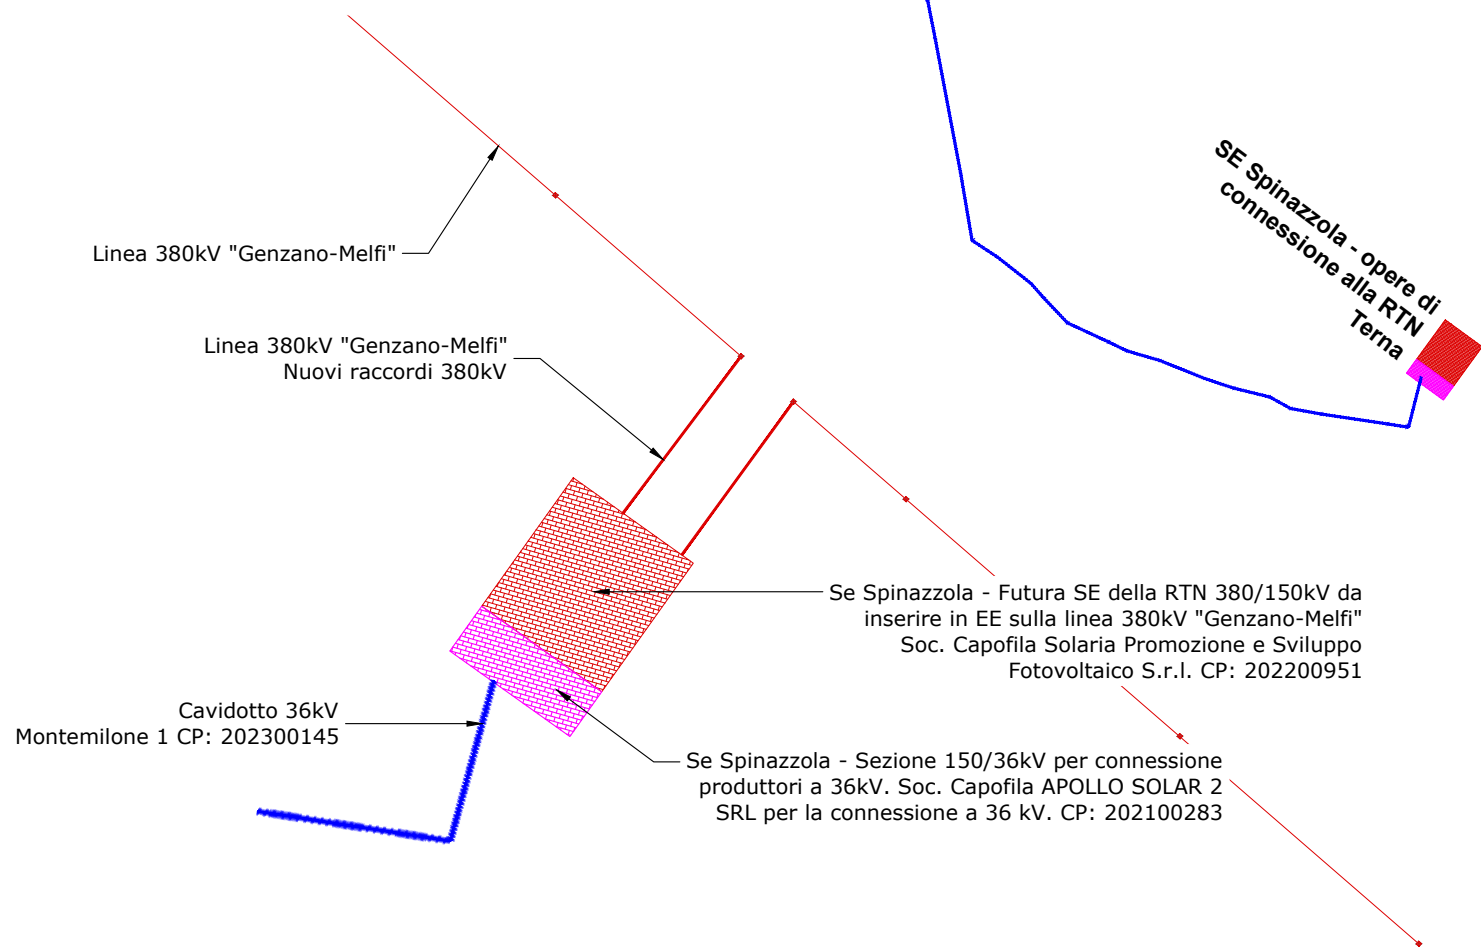 SE Spinazzola - opere di
connessione alla RTN
Terna
Linea 380kV "Genzano-Melfi"
Linea 380kV "Genzano-Melfi"
Nuovi raccordi 380kV
Se Spinazzola - Futura SE della RTN 380/150kV da
inserire in EE sulla linea 380kV "Genzano-Melfi"
Soc. Capofila Solaria Promozione e Sviluppo
Fotovoltaico S.r.l. CP: 202200951
Cavidotto 36kV
Montemilone 1 CP: 202300145
Se Spinazzola - Sezione 150/36kV per connessione
produttori a 36kV. Soc. Capofila APOLLO SOLAR 2
SRL per la connessione a 36 kV. CP: 202100283